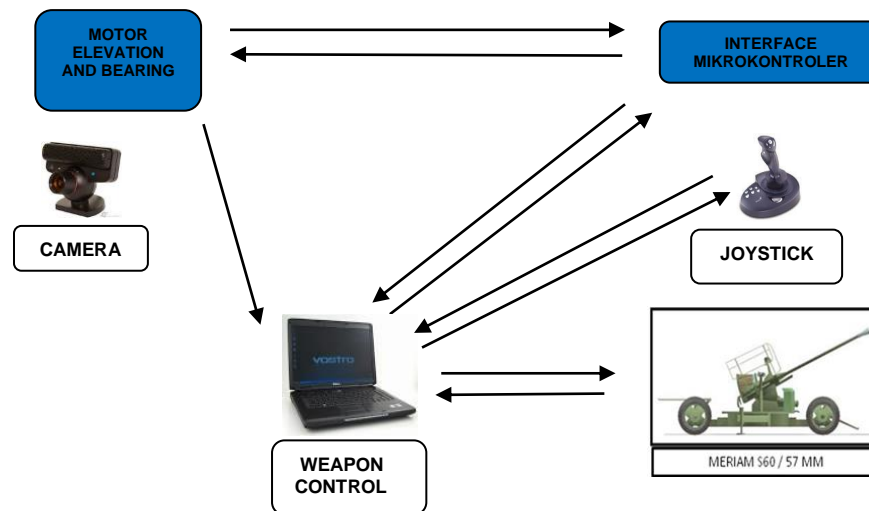 MOTOR
ELEVATION
AND BEARING
INTERFACE
MIKROKONTROLER
CAMERA
JOYSTICK
VOSTRO
WEAPON
CONTROL
MERIAM S60 / 57 MM